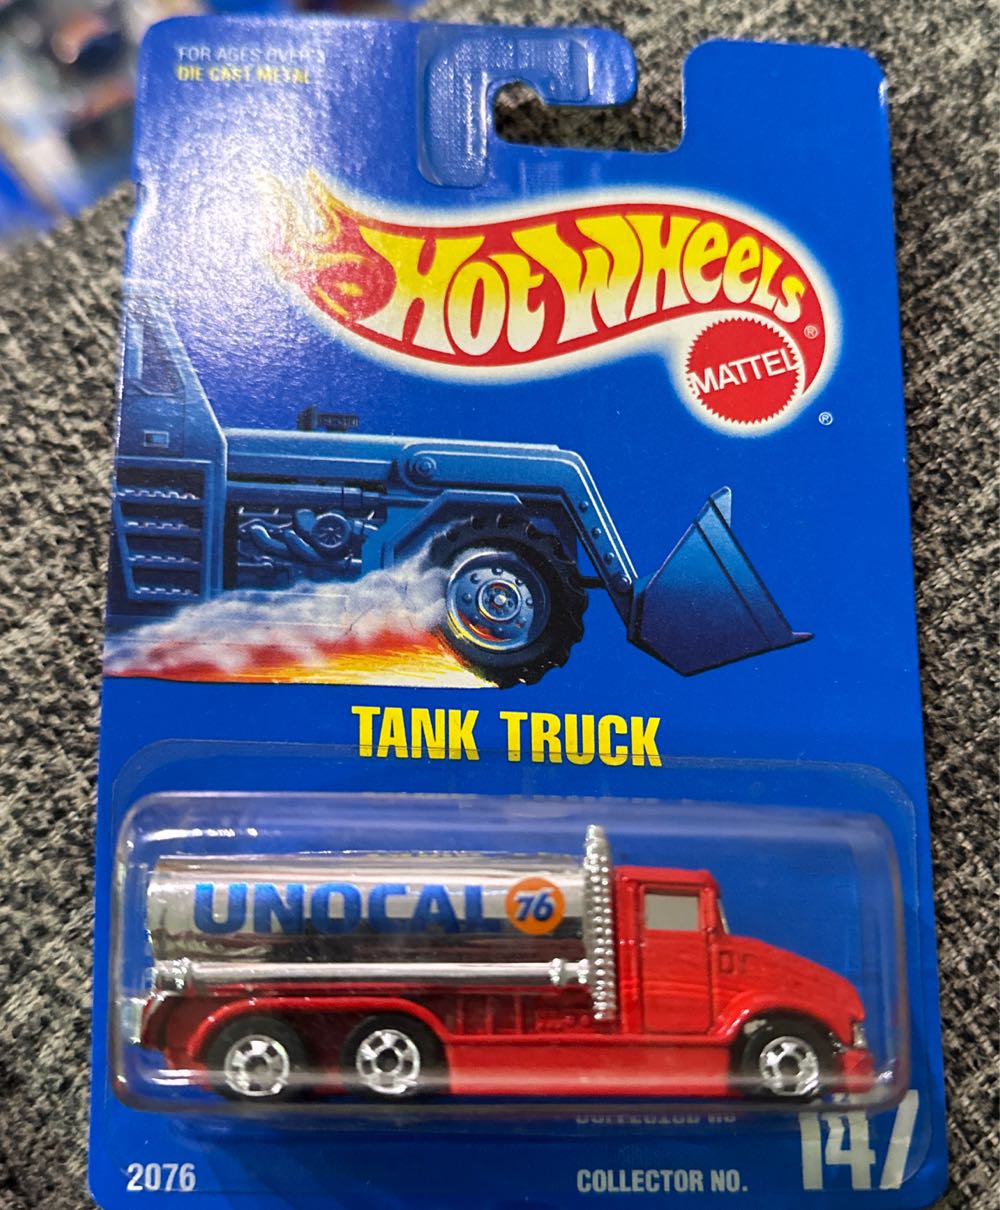 FOR AGES OVER 3
DIE CAST METAL
HOT WHEELS®
MATTEL
®
TANK TRUCK
UNOCAL 76
2076
COLLECTOR NO. 147